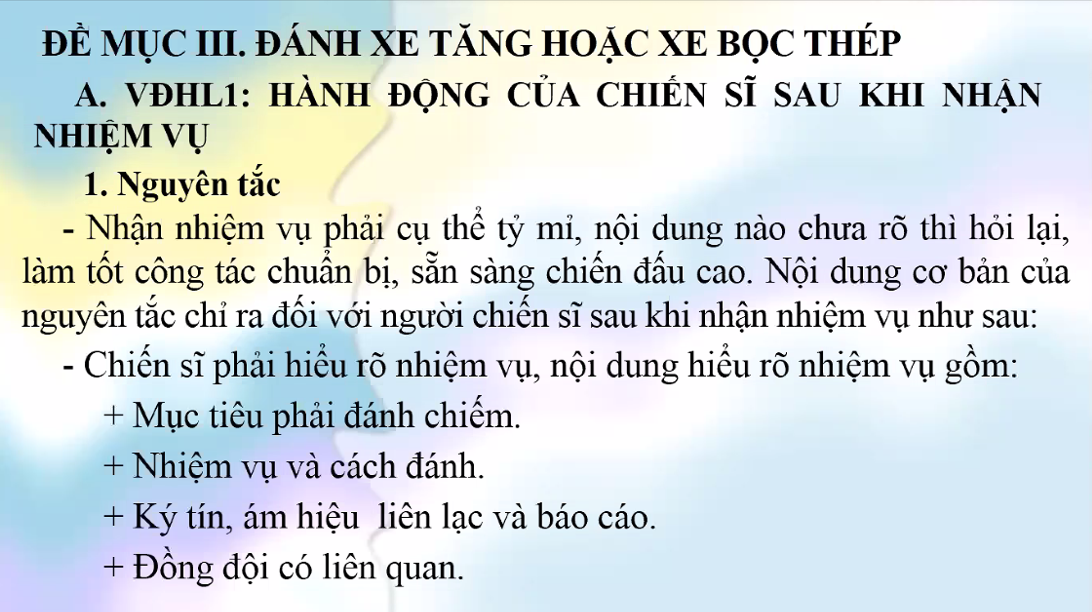 ĐỀ MỤC III. ĐÁNH XE TĂNG HOẶC XE BỌC THÉP
A. VĐHL1: HÀNH ĐỘNG CỦA CHIẾN SĨ SAU KHI NHẬN
NHIỆM VỤ
1. Nguyên tắc
- Nhận nhiệm vụ phải cụ thể tỷ mỉ, nội dung nào chưa rõ thì hỏi lại,
làm tốt công tác chuẩn bị, sẵn sàng chiến đấu cao. Nội dung cơ bản của
nguyên tắc chỉ ra đối với người chiến sĩ sau khi nhận nhiệm vụ như sau:
- Chiến sĩ phải hiểu rõ nhiệm vụ, nội dung hiểu rõ nhiệm vụ gồm:
+ Mục tiêu phải đánh chiếm.
+ Nhiệm vụ và cách đánh.
+ Ký tín, ám hiệu liên lạc và báo cáo.
+ Đồng đội có liên quan.